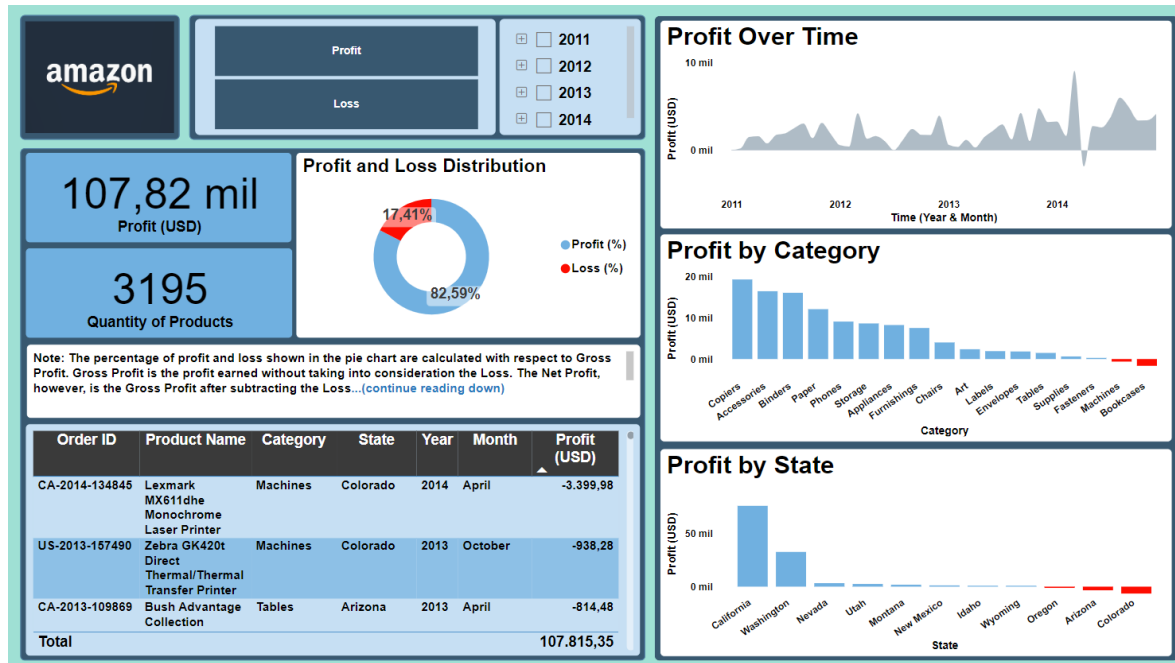 amazon
Profit
Loss
2011
2012
2013
2014
107,82 mil
Profit (USD)
3195
Quantity of Products
Profit and Loss Distribution
17,41%
82,59%
Profit (%)
Loss (%)
Note: The percentage of profit and loss shown in the pie chart are calculated with respect to Gross
Profit. Gross Profit is the profit earned without taking into consideration the Loss. The Net Profit,
however, is the Gross Profit after subtracting the Loss...(continue reading down)
Order ID Product Name Category State Year Month Profit
(USD)
CA-2014-134845 Lexmark Machines Colorado 2014 April -3.399,98
MX611dhe
Monochrome
Laser Printer
US-2013-157490 Zebra GK420t Machines Colorado 2013 October -938,28
Direct
Thermal/Thermal
Transfer Printer
CA-2013-109869 Bush Advantage Tables Arizona 2013 April -814,48
Collection
Total 107.815,35
Profit Over Time
10 mil
0 mil
Profit (USD)
2011 2012 2013 2014
Time (Year & Month)
Profit by Category
20 mil
10 mil
0 mil
Profit (USD)
Copiers Accessories Binders Paper Phones Storage Appliances Furnishings Chairs Art Labels Envelopes Tables Supplies Fasteners Machines Bookcases
Category
Profit by State
50 mil
0 mil
Profit (USD)
California Washington Nevada Utah Montana New Mexico Idaho Wyoming Oregon Arizona Colorado
State